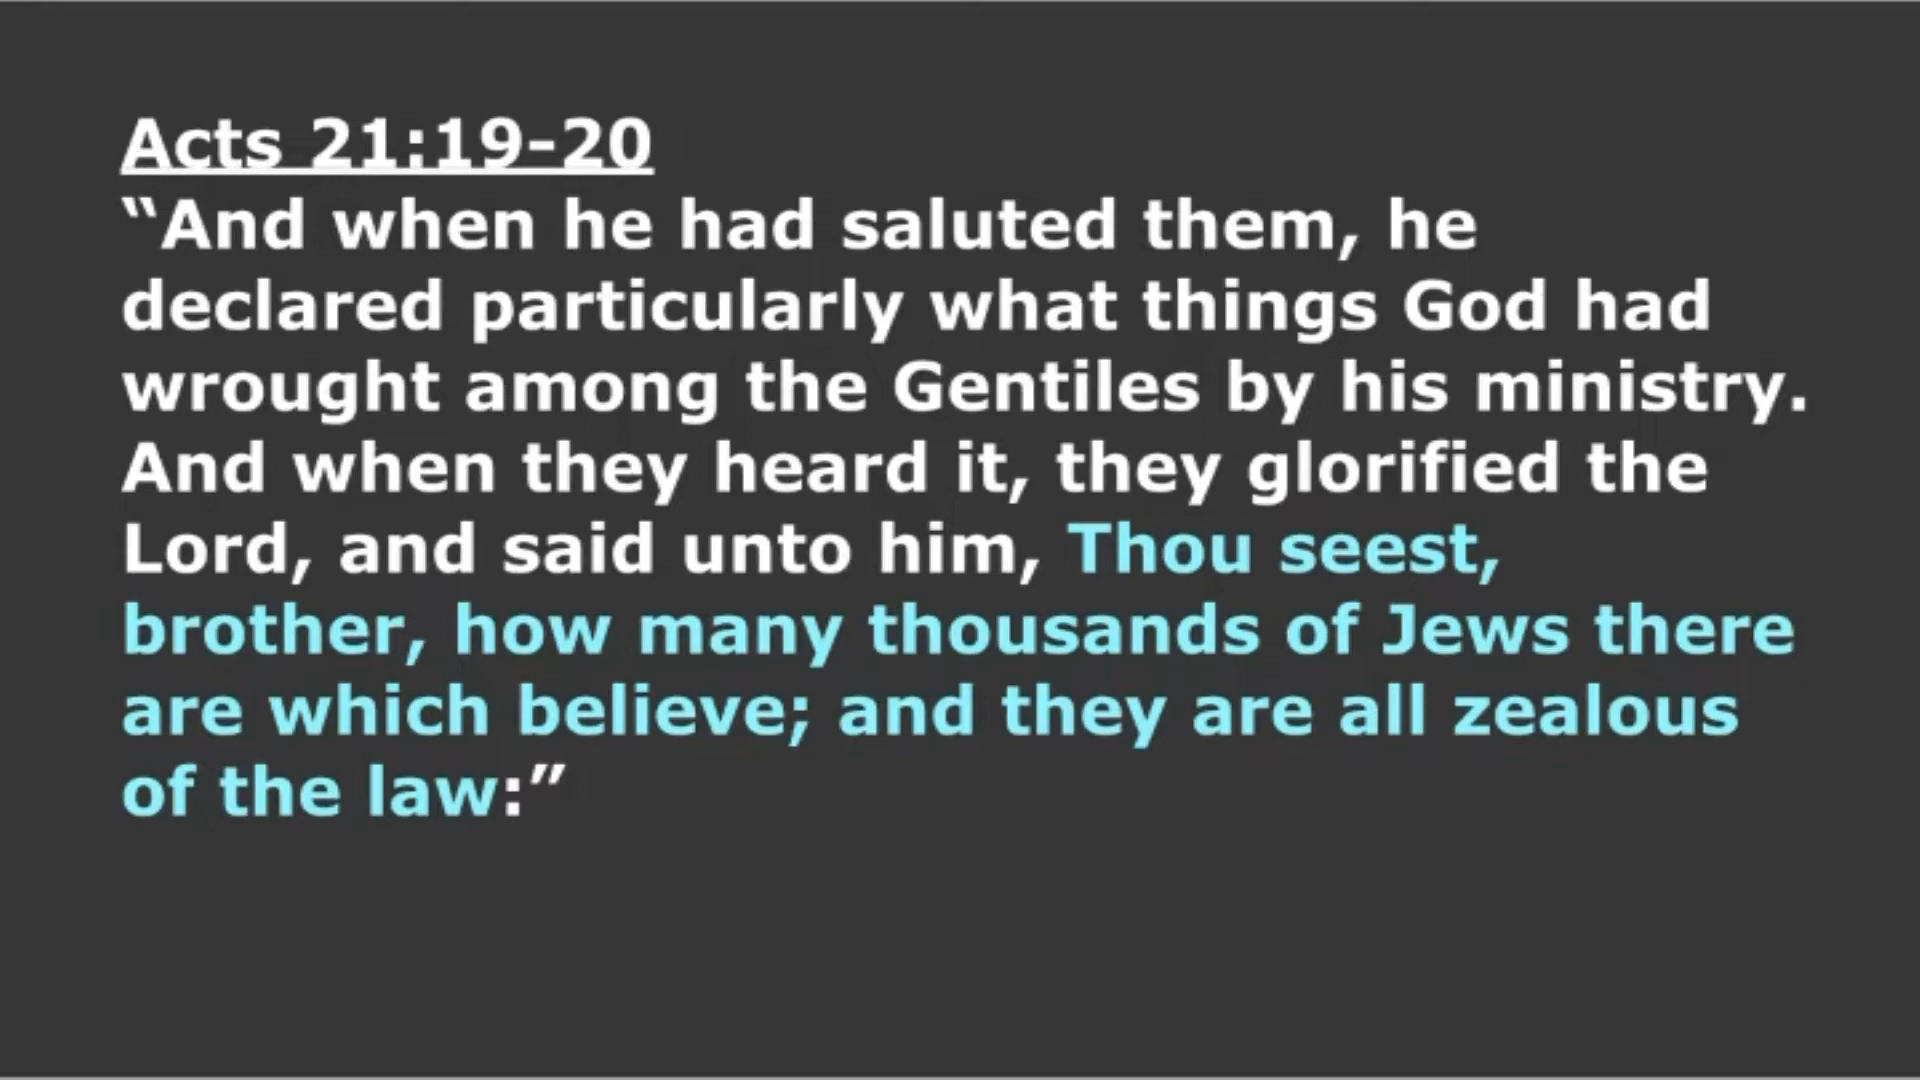 Acts 21:19-20
“And when he had saluted them, he
declared particularly what things God had
wrought among the Gentiles by his ministry.
And when they heard it, they glorified the
Lord, and said unto him, Thou seest,
brother, how many thousands of Jews there
are which believe; and they are all zealous
of the law:”